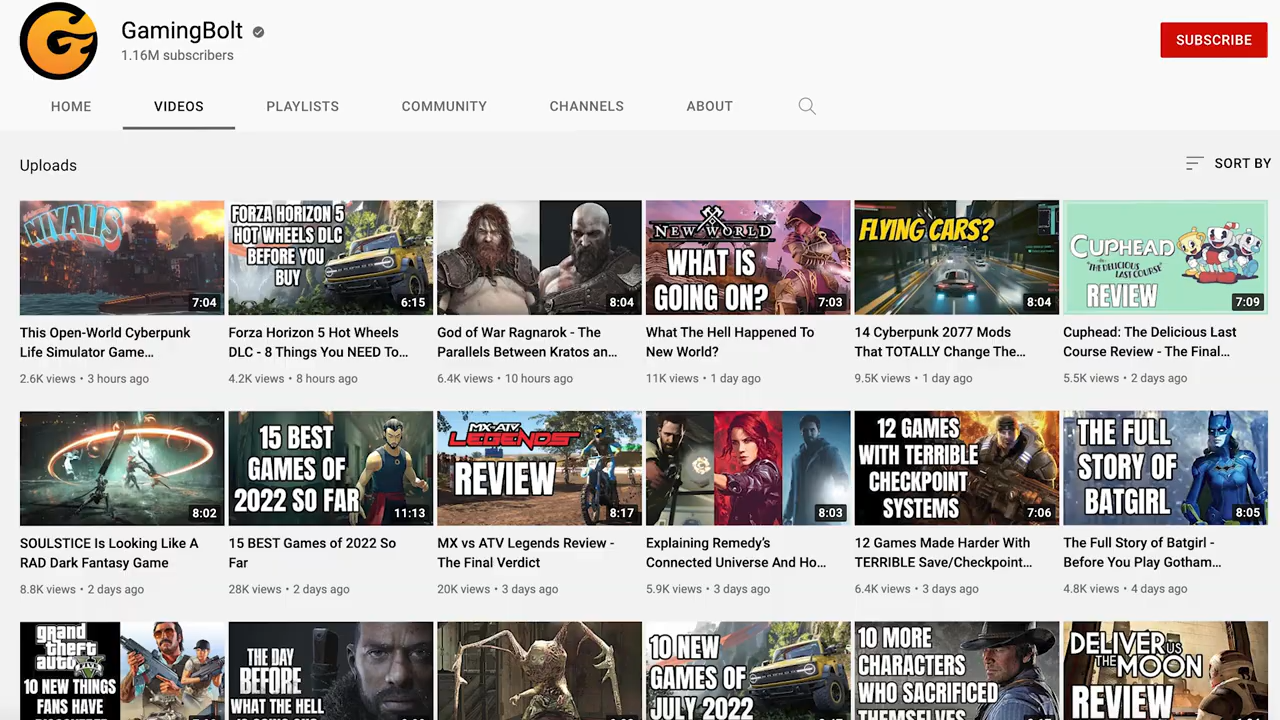 GamingBolt
1.16M subscribers
SUBSCRIBE
HOME VIDEOS PLAYLISTS COMMUNITY CHANNELS ABOUT
Uploads
SORT BY
NIVALIS
7:04
FORZA HORIZON 5
HOT WHEELS DLC
BEFORE YOU
BUY
6:15
8:04
NEW WORLD
WHAT IS
GOING ON?
7:03
FLYING CARS?
8:04
CUPHEAD
THE DELICIOUS
LAST COURSE
REVIEW
7:09
This Open-World Cyberpunk
Life Simulator Game...
2.6K views • 3 hours ago
Forza Horizon 5 Hot Wheels
DLC - 8 Things You NEED To...
4.2K views • 8 hours ago
God of War Ragnarok - The
Parallels Between Kratos an...
6.4K views • 10 hours ago
What The Hell Happened To
New World?
11K views • 1 day ago
14 Cyberpunk 2077 Mods
That TOTALLY Change The...
9.5K views • 1 day ago
Cuphead: The Delicious Last
Course Review - The Final...
5.5K views • 2 days ago
8:02
15 BEST
GAMES OF
2022 SO FAR
11:13
MX-ATV
LEGENDS
REVIEW
8:17
8:03
12 GAMES
WITH TERRIBLE
CHECKPOINT
SYSTEMS
7:06
THE FULL
STORY OF
BATGIRL
8:05
SOULSTICE Is Looking Like A
RAD Dark Fantasy Game
8.8K views • 2 days ago
15 BEST Games of 2022 So
Far
28K views • 2 days ago
MX vs ATV Legends Review -
The Final Verdict
20K views • 3 days ago
Explaining Remedy's
Connected Universe And Ho...
5.9K views • 3 days ago
12 Games Made Harder With
TERRIBLE Save/Checkpoint...
6.4K views • 3 days ago
The Full Story of Batgirl -
Before You Play Gotham...
4.8K views • 4 days ago
grand
theft
auto V
10 NEW THINGS
FANS HAVE
THE DAY
BEFORE
WHAT THE HELL
10 NEW
GAMES OF
JULY 2022
10 MORE
CHARACTERS
WHO SACRIFICED
THEMSELVES
DELIVER US
THE MOON
REVIEW